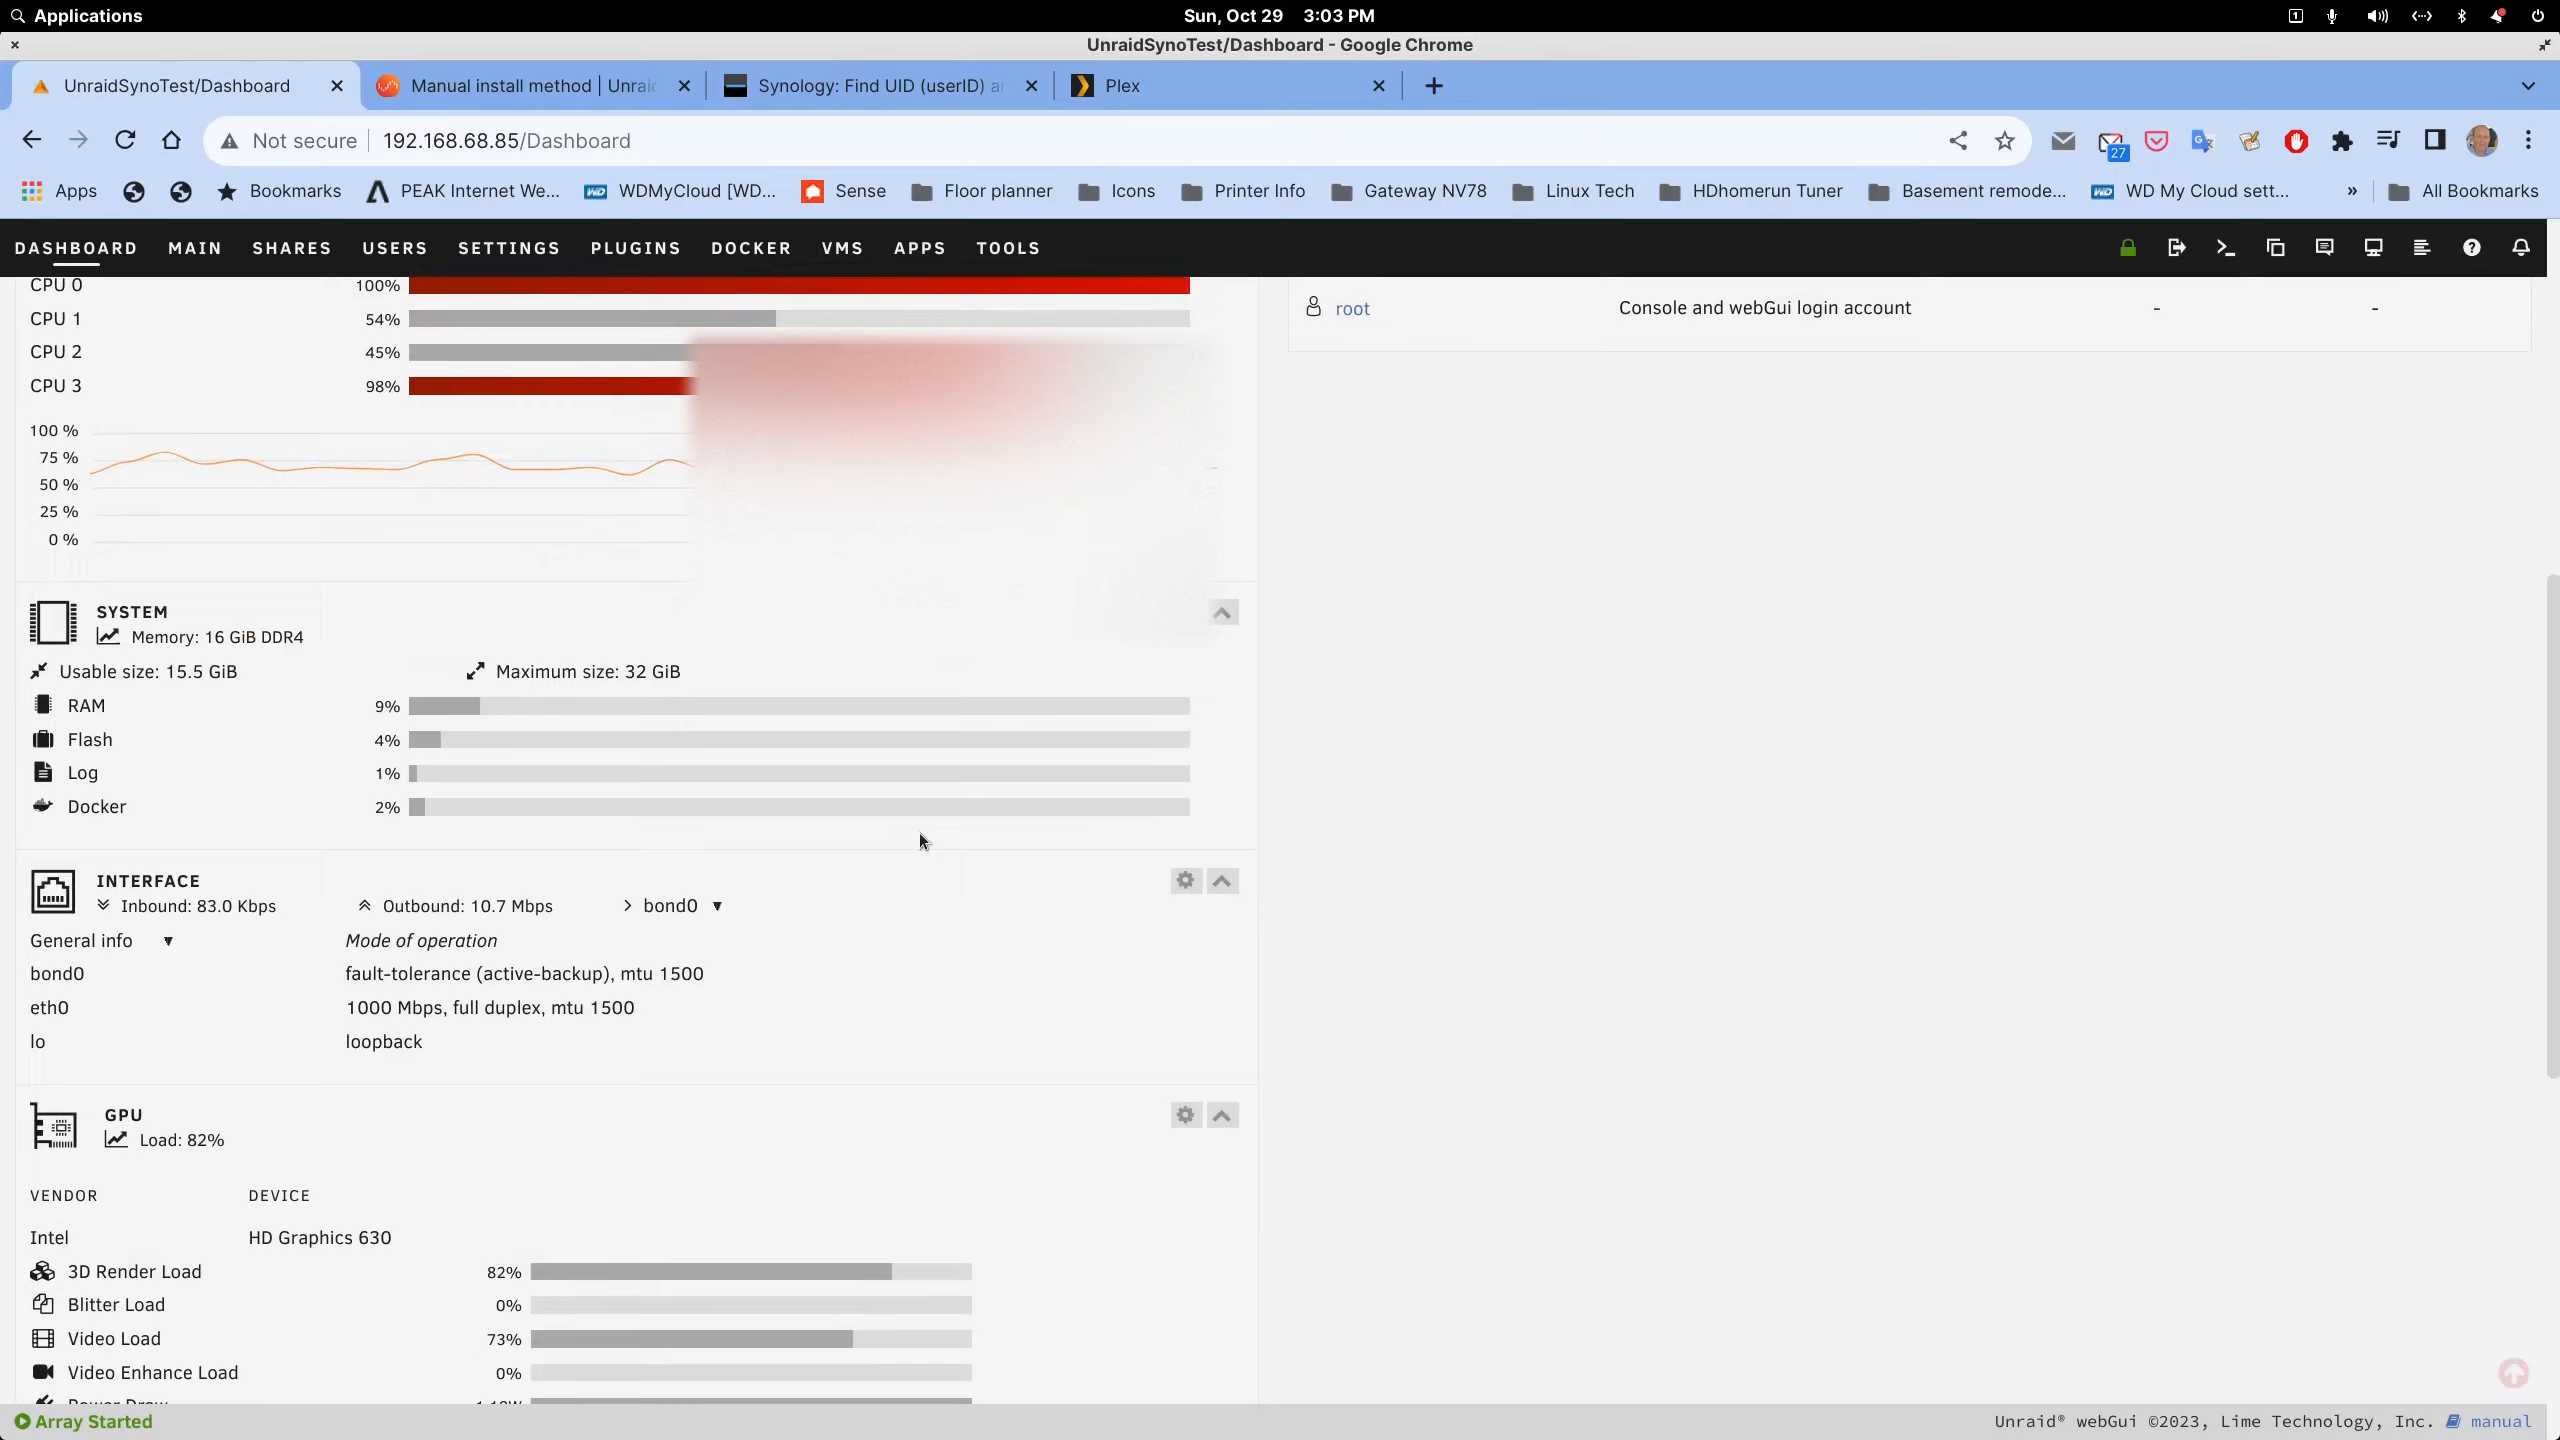 Applications
Sun, Oct 29 3:03 PM
UnraidSynoTest/Dashboard - Google Chrome
UnraidSynoTest/Dashboard
Manual install method | Unrai
Synology: Find UID (userID) a
Plex
Not secure 192.168.68.85/Dashboard
27
Apps
Bookmarks
PEAK Internet We...
WDMyCloud [WD...
Sense
Floor planner
Icons
Printer Info
Gateway NV78
Linux Tech
HDhomerun Tuner
Basement remode...
WD My Cloud sett...
» All Bookmarks
DASHBOARD MAIN SHARES USERS SETTINGS PLUGINS DOCKER VMS APPS TOOLS
CPU 0 100%
CPU 1 54%
CPU 2 45%
CPU 3 98%
100 %
75 %
50 %
25 %
0 %
root Console and webGui login account - -
SYSTEM
Memory: 16 GiB DDR4
Usable size: 15.5 GiB Maximum size: 32 GiB
RAM 9%
Flash 4%
Log 1%
Docker 2%
INTERFACE
Inbound: 83.0 Kbps Outbound: 10.7 Mbps bond0
General info Mode of operation
bond0 fault-tolerance (active-backup), mtu 1500
eth0 1000 Mbps, full duplex, mtu 1500
lo loopback
GPU
Load: 82%
VENDOR DEVICE
Intel HD Graphics 630
3D Render Load 82%
Blitter Load 0%
Video Load 73%
Video Enhance Load 0%
Array Started
Unraid® webGui ©2023, Lime Technology, Inc. manual